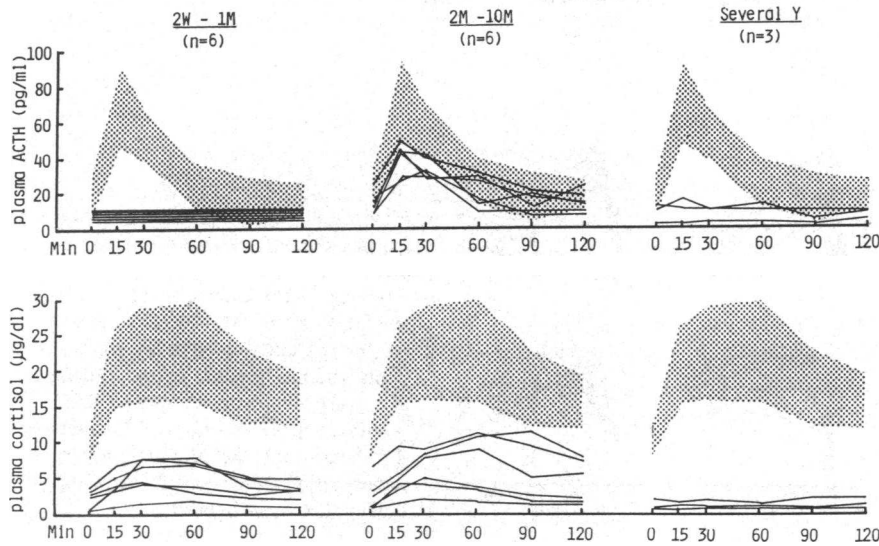 2W - 1M
(n=6)
2M -10M
(n=6)
Several Y
(n=3)
plasma ACTH (pg/ml)
100
80
60
40
20
0
Min 0 15 30 60 90 120
0 15 30 60 90 120
0 15 30 60 90 120
plasma cortisol (µg/dl)
30
25
20
15
10
5
0
Min 0 15 30 60 90 120
0 15 30 60 90 120
0 15 30 60 90 120